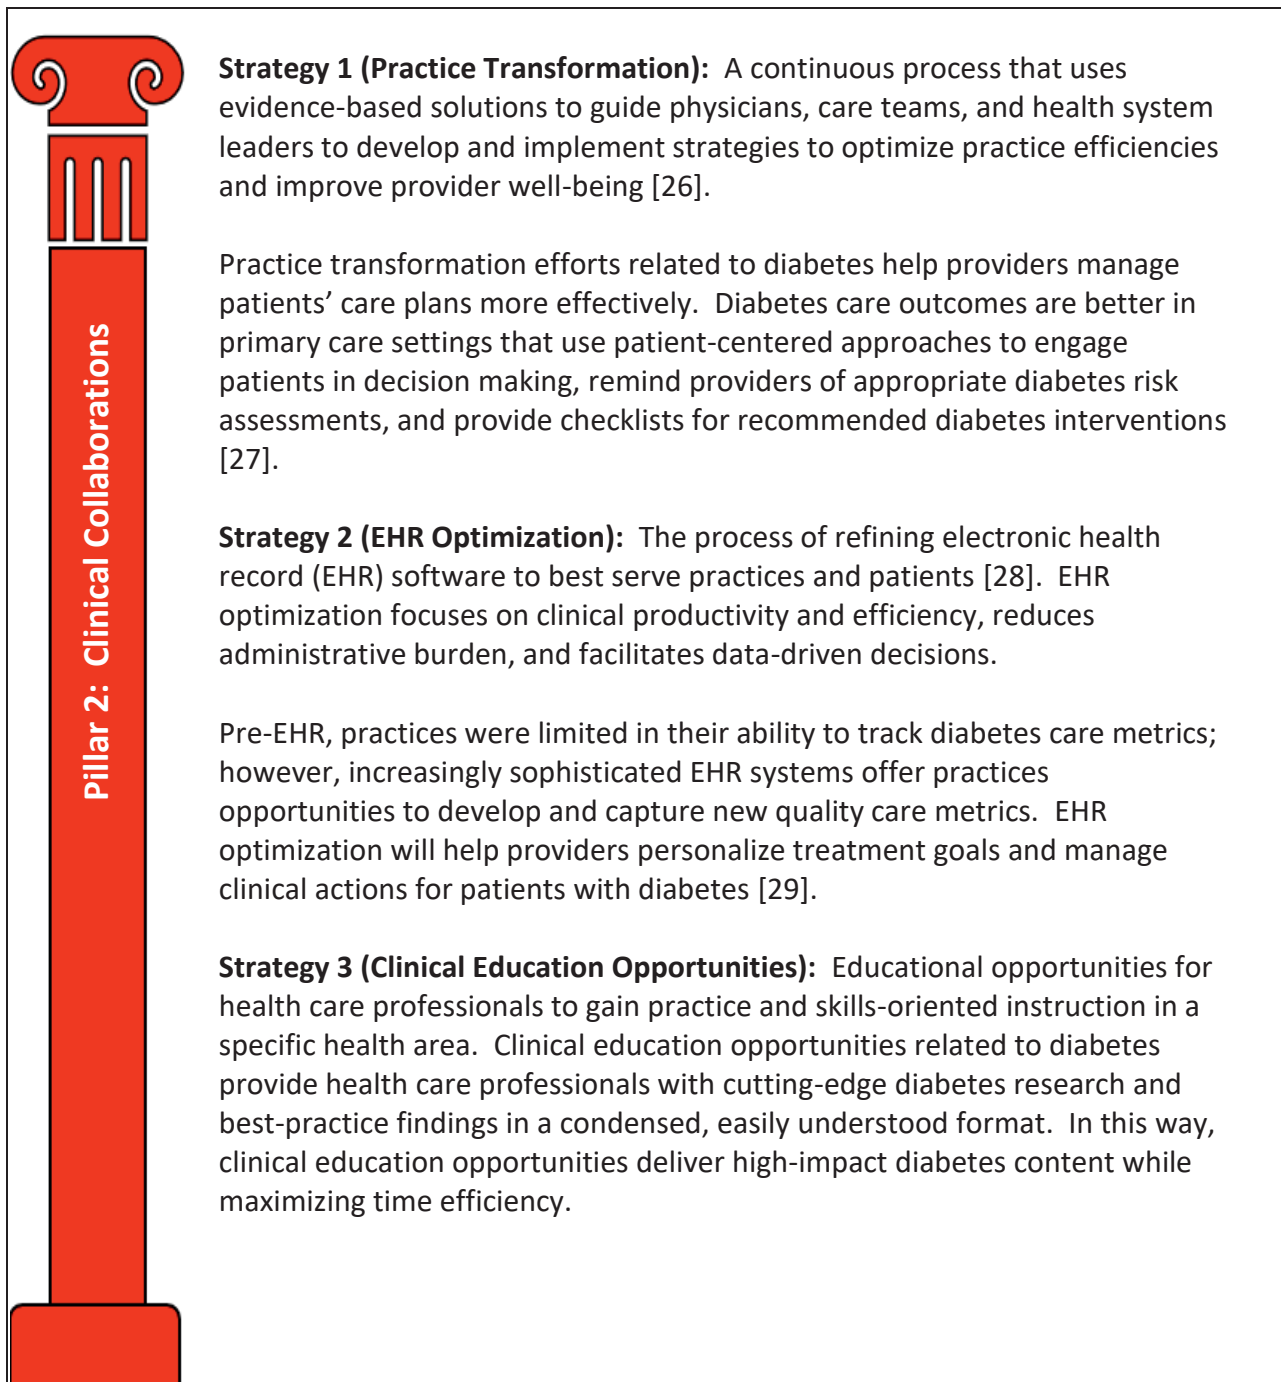 Pillar 2:  Clinical Collaborations
Strategy 1 (Practice Transformation):  A continuous process that uses
evidence-based solutions to guide physicians, care teams, and health system
leaders to develop and implement strategies to optimize practice efficiencies
and improve provider well-being [26].
Practice transformation efforts related to diabetes help providers manage
patients’ care plans more effectively.  Diabetes care outcomes are better in
primary care settings that use patient-centered approaches to engage
patients in decision making, remind providers of appropriate diabetes risk
assessments, and provide checklists for recommended diabetes interventions
[27].
Strategy 2 (EHR Optimization):  The process of refining electronic health
record (EHR) software to best serve practices and patients [28].  EHR
optimization focuses on clinical productivity and efficiency, reduces
administrative burden, and facilitates data-driven decisions.
Pre-EHR, practices were limited in their ability to track diabetes care metrics;
however, increasingly sophisticated EHR systems offer practices
opportunities to develop and capture new quality care metrics.  EHR
optimization will help providers personalize treatment goals and manage
clinical actions for patients with diabetes [29].
Strategy 3 (Clinical Education Opportunities):  Educational opportunities for
health care professionals to gain practice and skills-oriented instruction in a
specific health area.  Clinical education opportunities related to diabetes
provide health care professionals with cutting-edge diabetes research and
best-practice findings in a condensed, easily understood format.  In this way,
clinical education opportunities deliver high-impact diabetes content while
maximizing time efficiency.